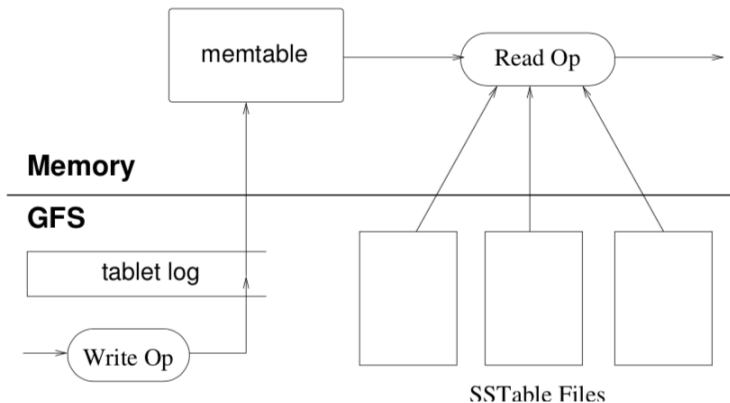 memtable
Read Op
Memory
GFS
tablet log
Write Op
SSTable Files